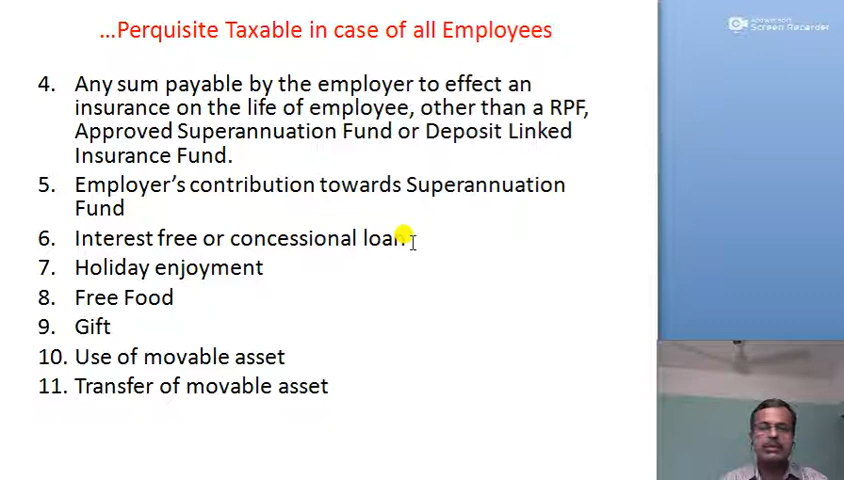 ...Perquisite Taxable in case of all Employees
4. Any sum payable by the employer to effect an
insurance on the life of employee, other than a RPF,
Approved Superannuation Fund or Deposit Linked
Insurance Fund.
5. Employer's contribution towards Superannuation
Fund
6. Interest free or concessional loan
7. Holiday enjoyment
8. Free Food
9. Gift
10. Use of movable asset
11. Transfer of movable asset
Screen Recorder